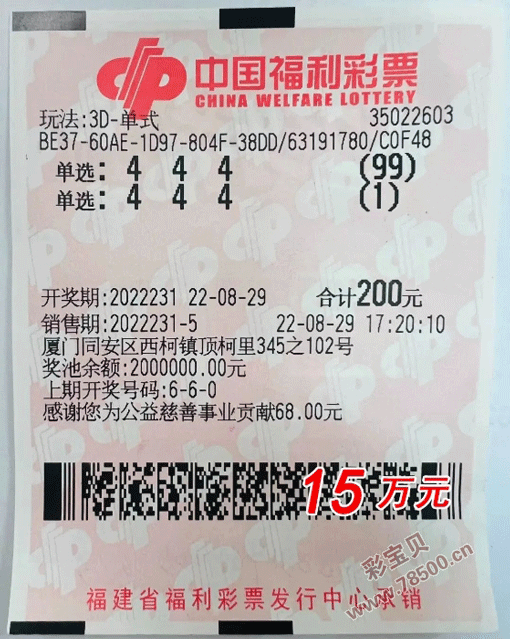 中国福利彩票
CHINA WELFARE LOTTERY
玩法:3D-单式 35022603
BE37-60AE-1D97-804F-38DD/63191780/C0F48
单选: 4 4 4 (99)
单选: 4 4 4 (1)
开奖期:2022231 22-08-29 合计200元
销售期:2022231-5 22-08-29 17:20:10
厦门同安区西柯镇顶柯里345之102号
奖池余额:2000000.00元
上期开奖号码:6-6-0
感谢您为公益慈善事业贡献68.00元
15万元
彩宝贝
www.78500.cn
福建省福利彩票发行中心承销